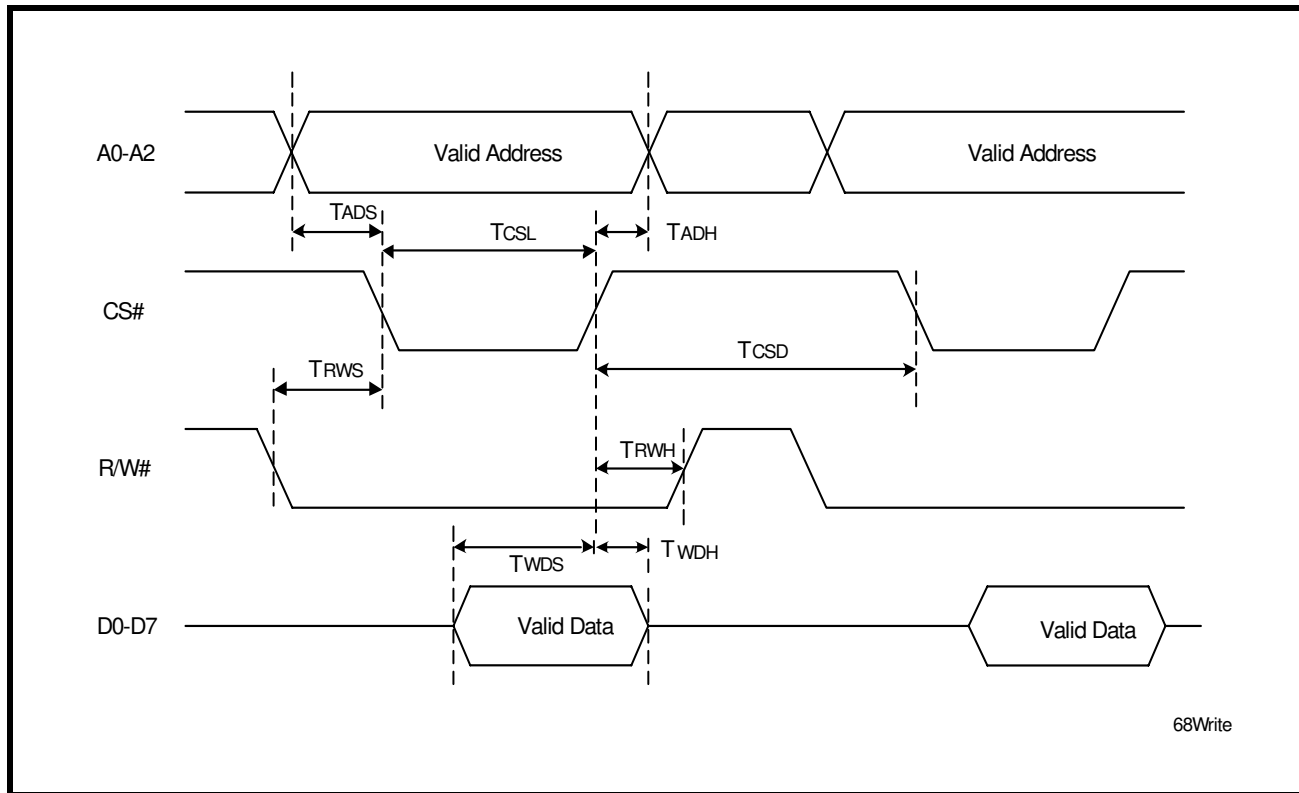 A0-A2
Valid Address
Valid Address
TADS
TCSL
TADH
CS#
TCSD
TRWS
R/W#
TRWH
TWDS
TWDH
D0-D7
Valid Data
Valid Data
68Write